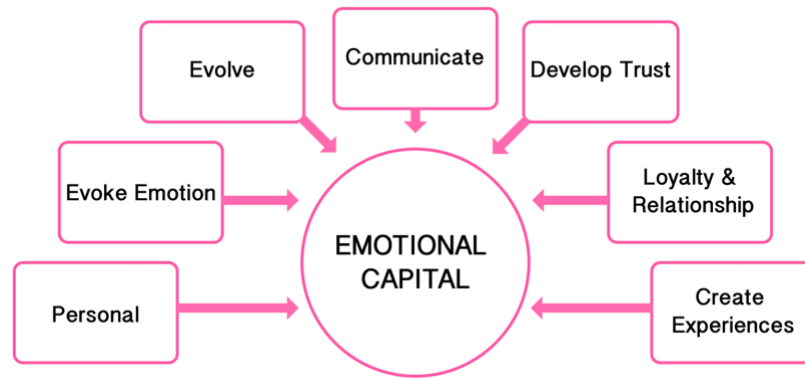 Communicate
Evolve
Develop Trust
Evoke Emotion
Loyalty &
Relationship
EMOTIONAL
CAPITAL
Personal
Create
Experiences